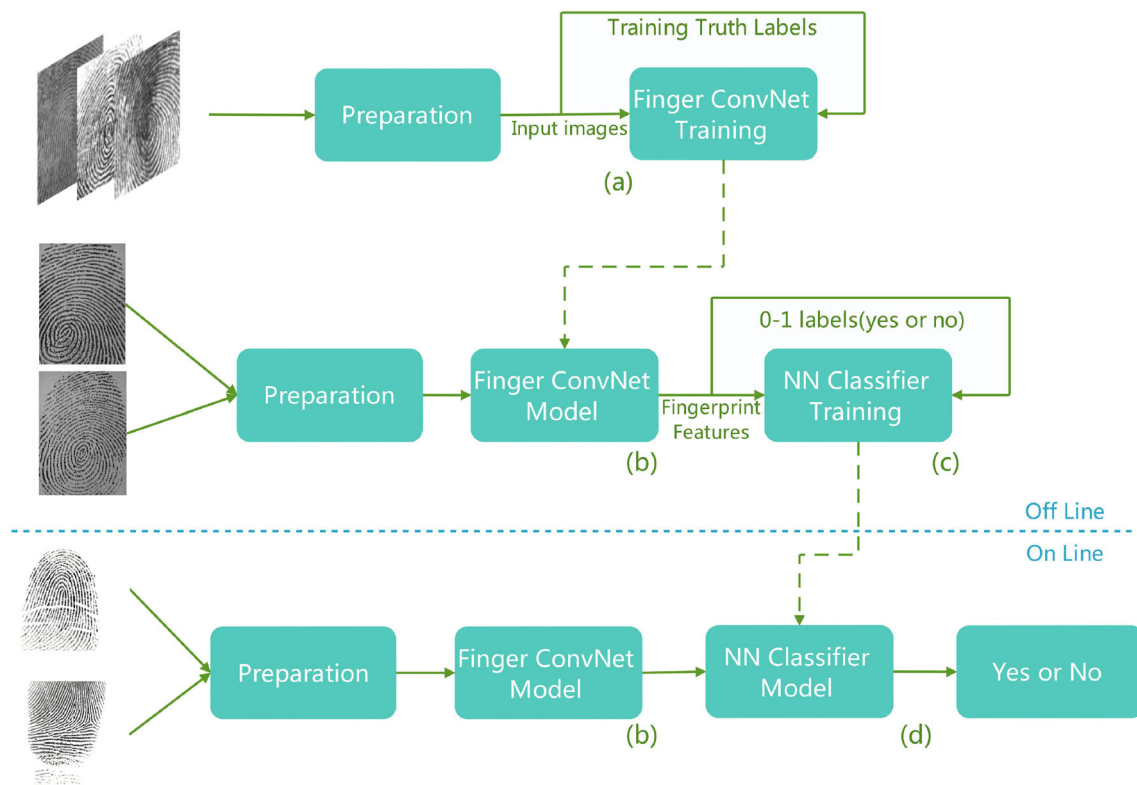 Training Truth Labels
Preparation
Input images
Finger ConvNet
Training
(a)
0-1 labels(yes or no)
Preparation
Finger ConvNet
Model
Fingerprint
Features
NN Classifier
Training
(b)
(c)
Off Line
On Line
Preparation
Finger ConvNet
Model
NN Classifier
Model
Yes or No
(b)
(d)